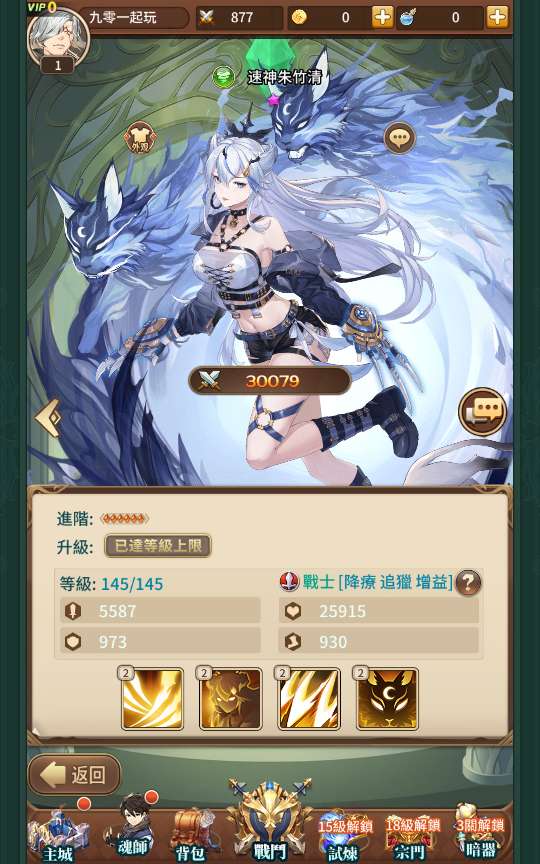 VIP0
九零一起玩
877
0
0
1
速神朱竹清
外观
30079
進階:
升級: 已達等級上限
等級: 145/145
戰士 [降療 追獵 增益] ?
5587
25915
973
930
2 2 2 2
返回
15級解鎖
18級解鎖
3關解鎖
主城
魂師
背包
戰鬥
試煉
宗門
暗器